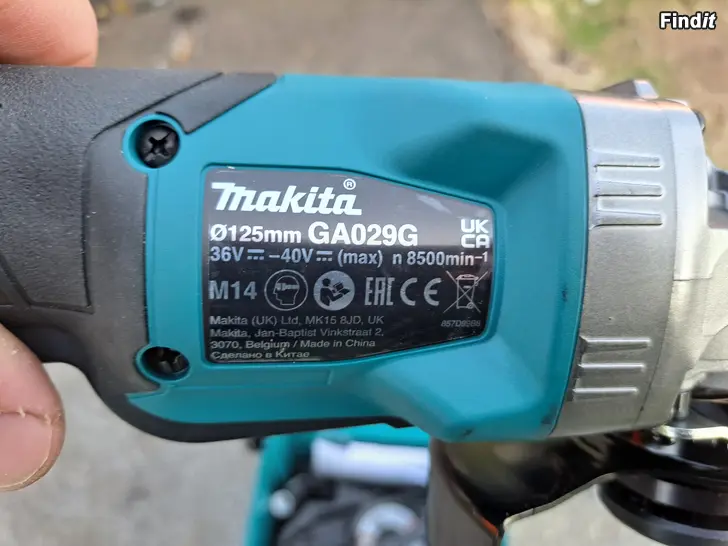 Findit
makita®
Ø125mm GA029G
UK
CA
36V⎓–40V⎓(max) n 8500min⁻¹
M14 EAC CE
Makita (UK) Ltd, MK15 8JD, UK
Makita, Jan-Baptist Vinkstraat 2,
3070, Belgium / Made in China
Сделано в Китае